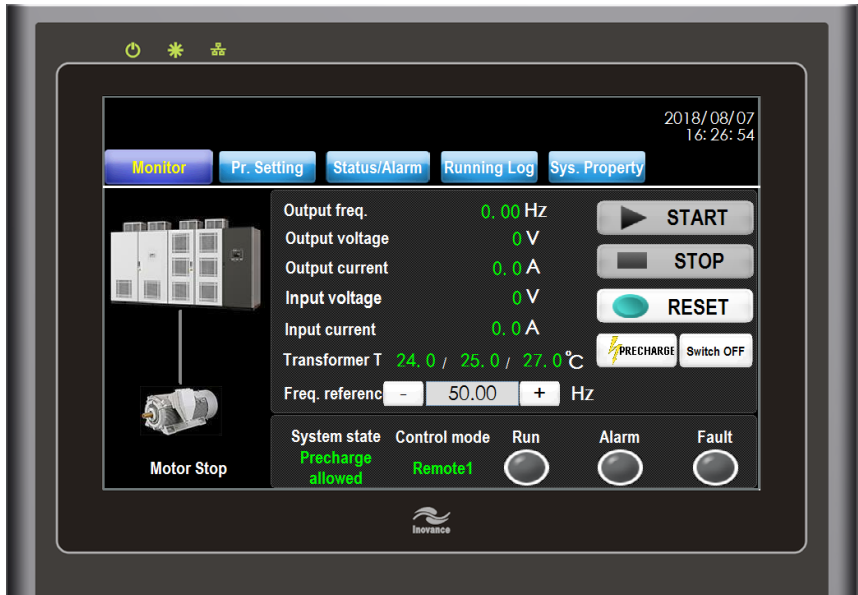 2018/08/07
16:26:54
Monitor
Pr. Setting
Status/Alarm
Running Log
Sys. Property
Output freq. 0.00 Hz
Output voltage 0 V
Output current 0.0 A
Input voltage 0 V
Input current 0.0 A
Transformer T 24.0 / 25.0 / 27.0 ℃
Freq. referenc - 50.00 + Hz
START
STOP
RESET
PRECHARGE
Switch OFF
Motor Stop
System state
Precharge
allowed
Control mode
Remote1
Run
Alarm
Fault
Inovance